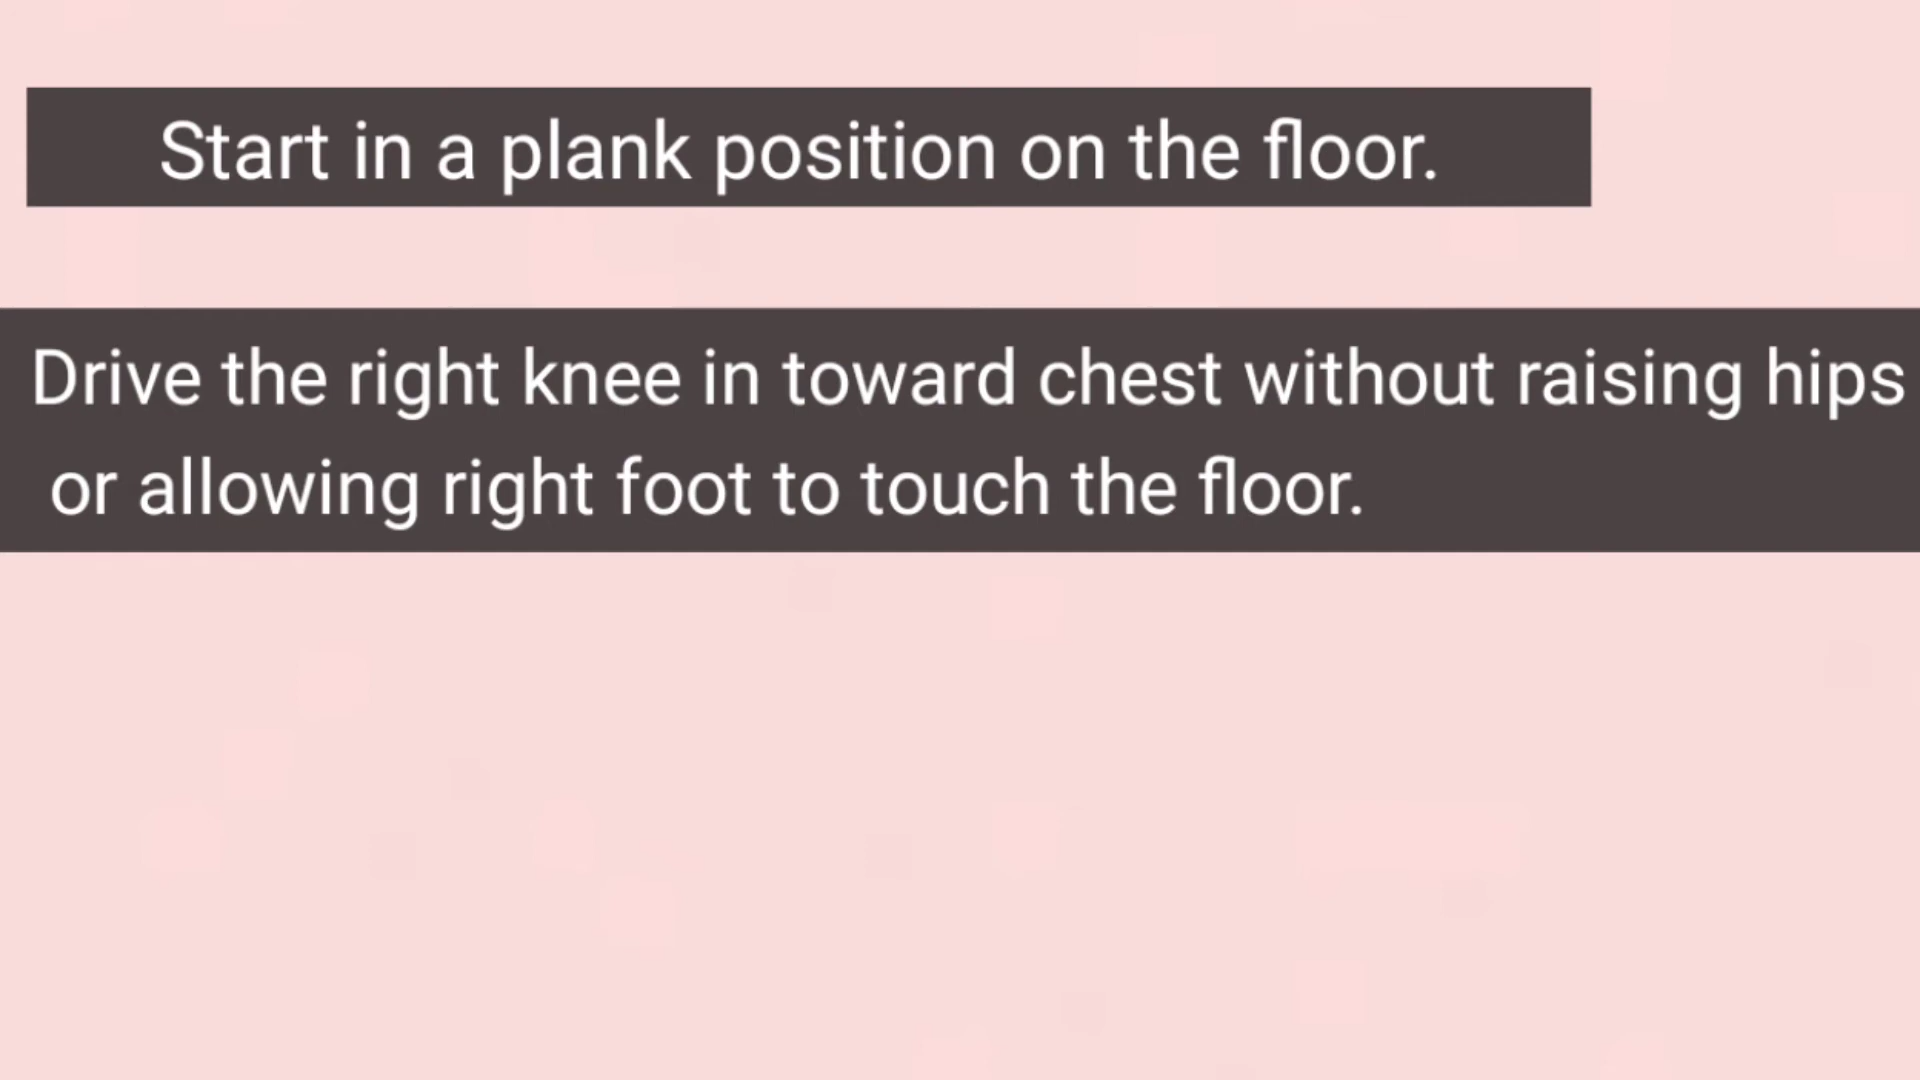 Start in a plank position on the floor.
Drive the right knee in toward chest without raising hips
or allowing right foot to touch the floor.